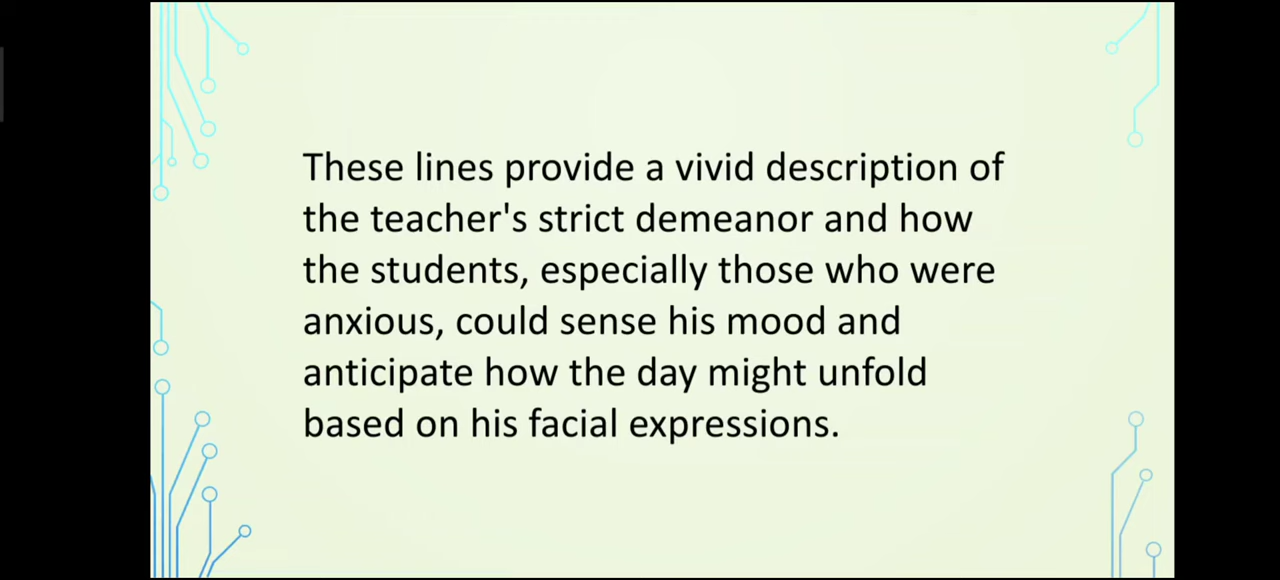 These lines provide a vivid description of
the teacher's strict demeanor and how
the students, especially those who were
anxious, could sense his mood and
anticipate how the day might unfold
based on his facial expressions.